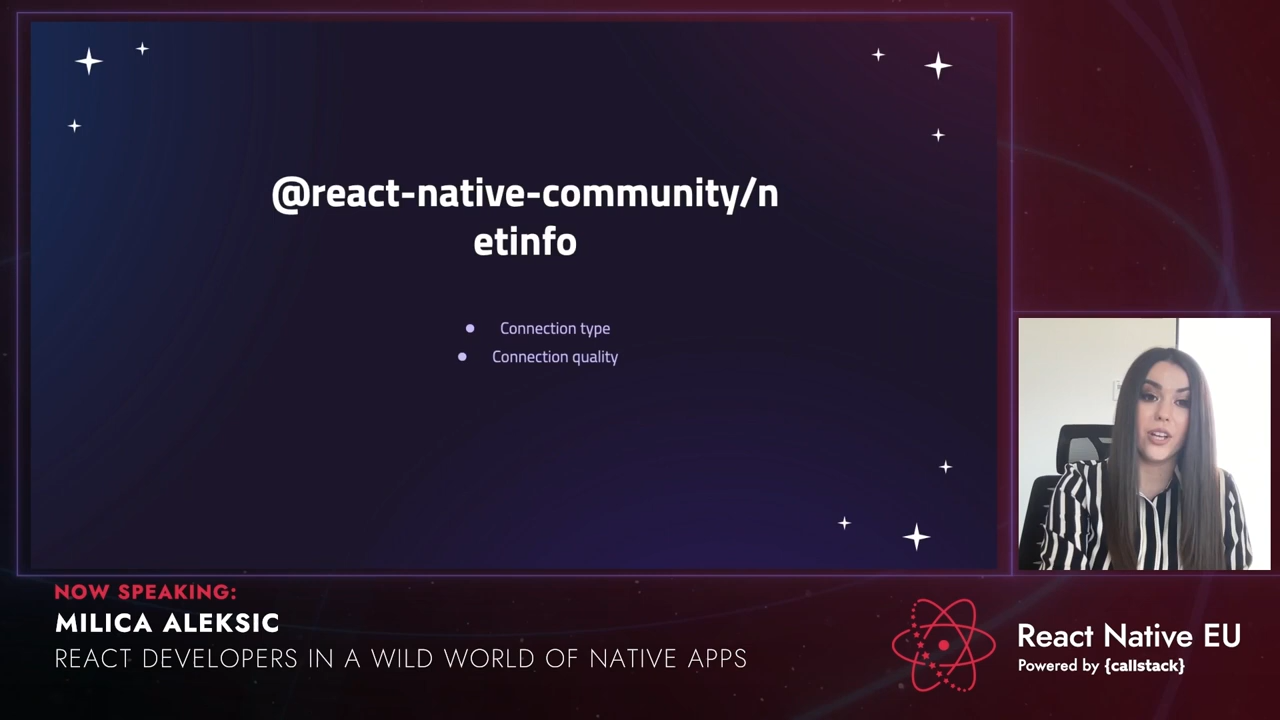 @react-native-community/n
etinfo
Connection type
Connection quality
NOW SPEAKING:
MILICA ALEKSIC
REACT DEVELOPERS IN A WILD WORLD OF NATIVE APPS
React Native EU
Powered by {callstack}